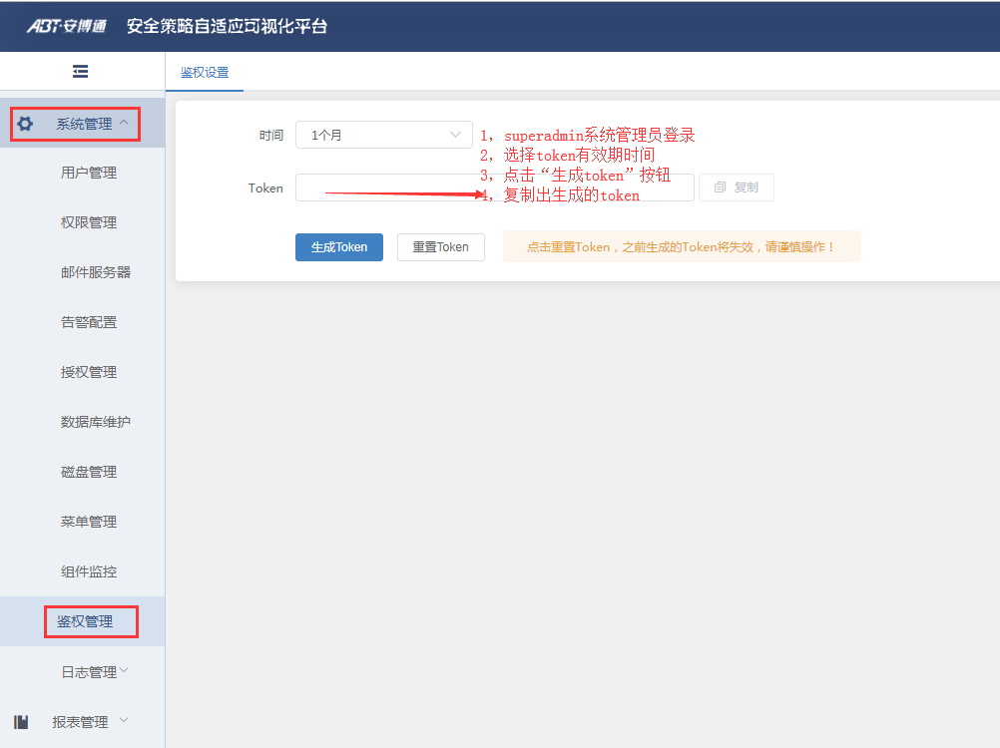 ABT·安博通 安全策略自适应可视化平台
鉴权设置
系统管理
用户管理
权限管理
邮件服务器
告警配置
授权管理
数据库维护
磁盘管理
菜单管理
组件监控
鉴权管理
日志管理
报表管理
时间 1个月
1, superadmin系统管理员登录
2, 选择token有效期时间
3, 点击“生成token”按钮
Token 复制
4, 复制出生成的token
生成Token 重置Token 点击重置Token，之前生成的Token将失效，请谨慎操作！